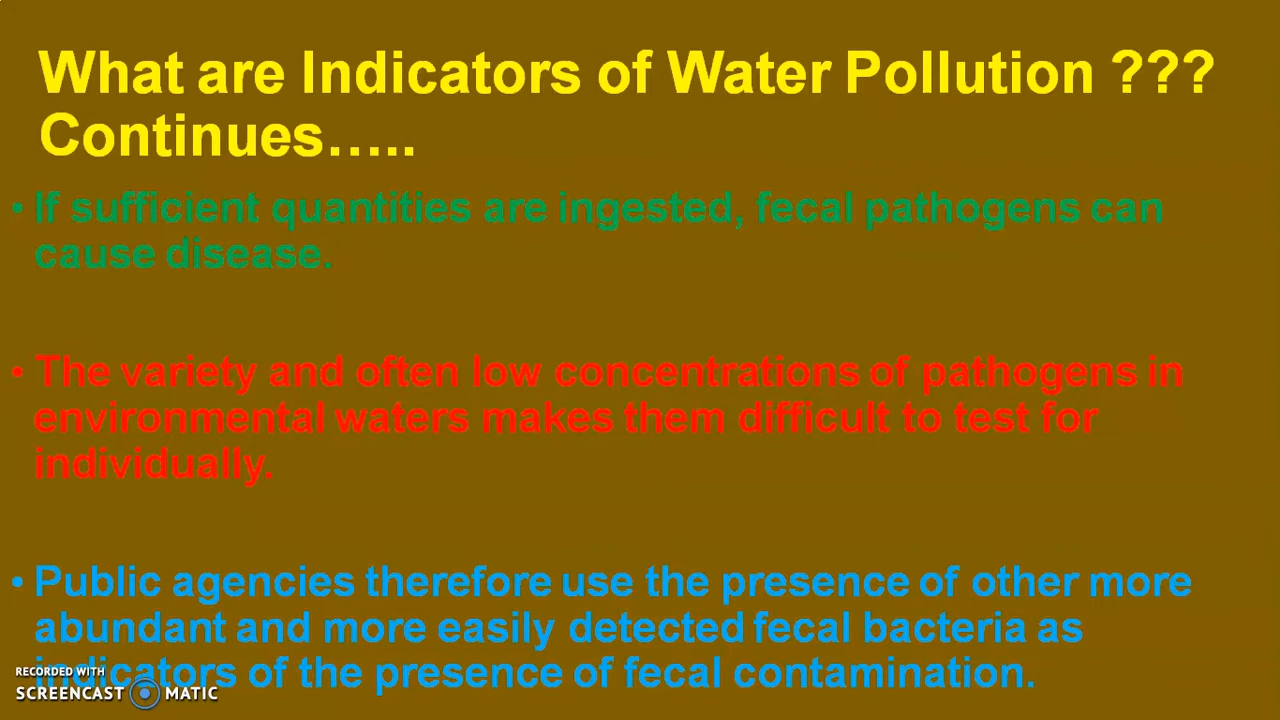 What are Indicators of Water Pollution ???
Continues…..
• If sufficient quantities are ingested, fecal pathogens can
cause disease.
• The variety and often low concentrations of pathogens in
environmental waters makes them difficult to test for
individually.
• Public agencies therefore use the presence of other more
abundant and more easily detected fecal bacteria as
indicators of the presence of fecal contamination.
RECORDED WITH
SCREENCAST MATIC